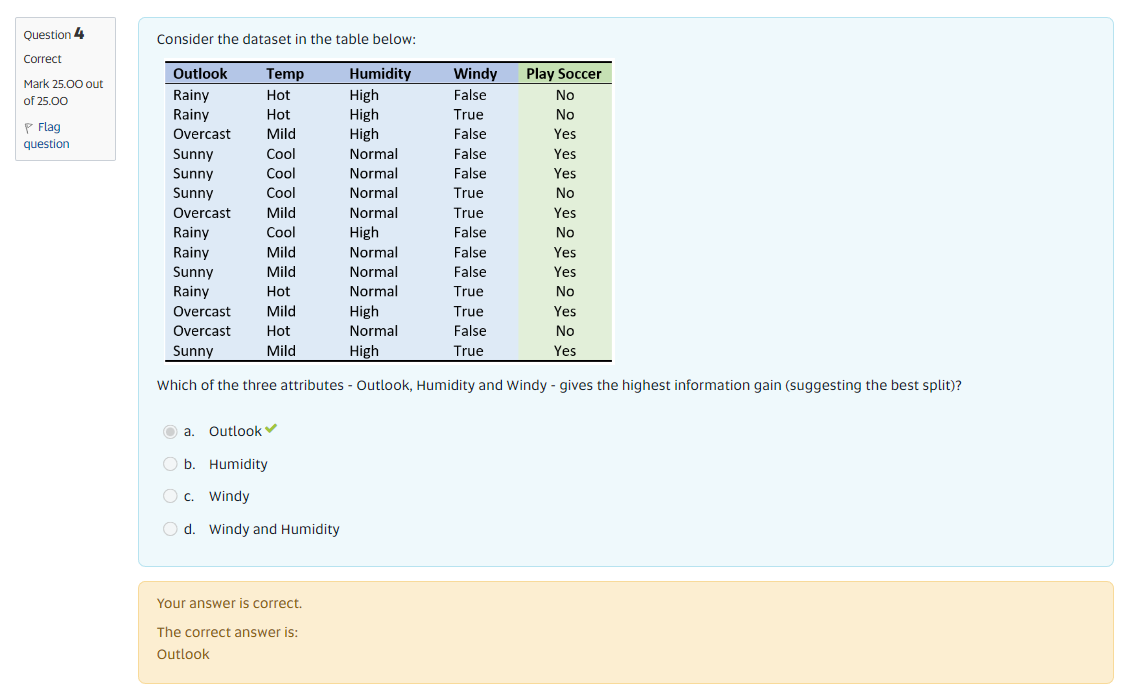 Question 4
Correct
Mark 25.00 out
of 25.00
Flag
question
Consider the dataset in the table below:
Outlook Temp Humidity Windy Play Soccer
Rainy Hot High False No
Rainy Hot High True No
Overcast Mild High False Yes
Sunny Cool Normal False Yes
Sunny Cool Normal False Yes
Sunny Cool Normal True No
Overcast Mild Normal True Yes
Rainy Cool High False No
Rainy Mild Normal False Yes
Sunny Mild Normal False Yes
Rainy Hot Normal True No
Overcast Mild High True Yes
Overcast Hot Normal False No
Sunny Mild High True Yes
Which of the three attributes - Outlook, Humidity and Windy - gives the highest information gain (suggesting the best split)?
a. Outlook
b. Humidity
c. Windy
d. Windy and Humidity
Your answer is correct.
The correct answer is:
Outlook